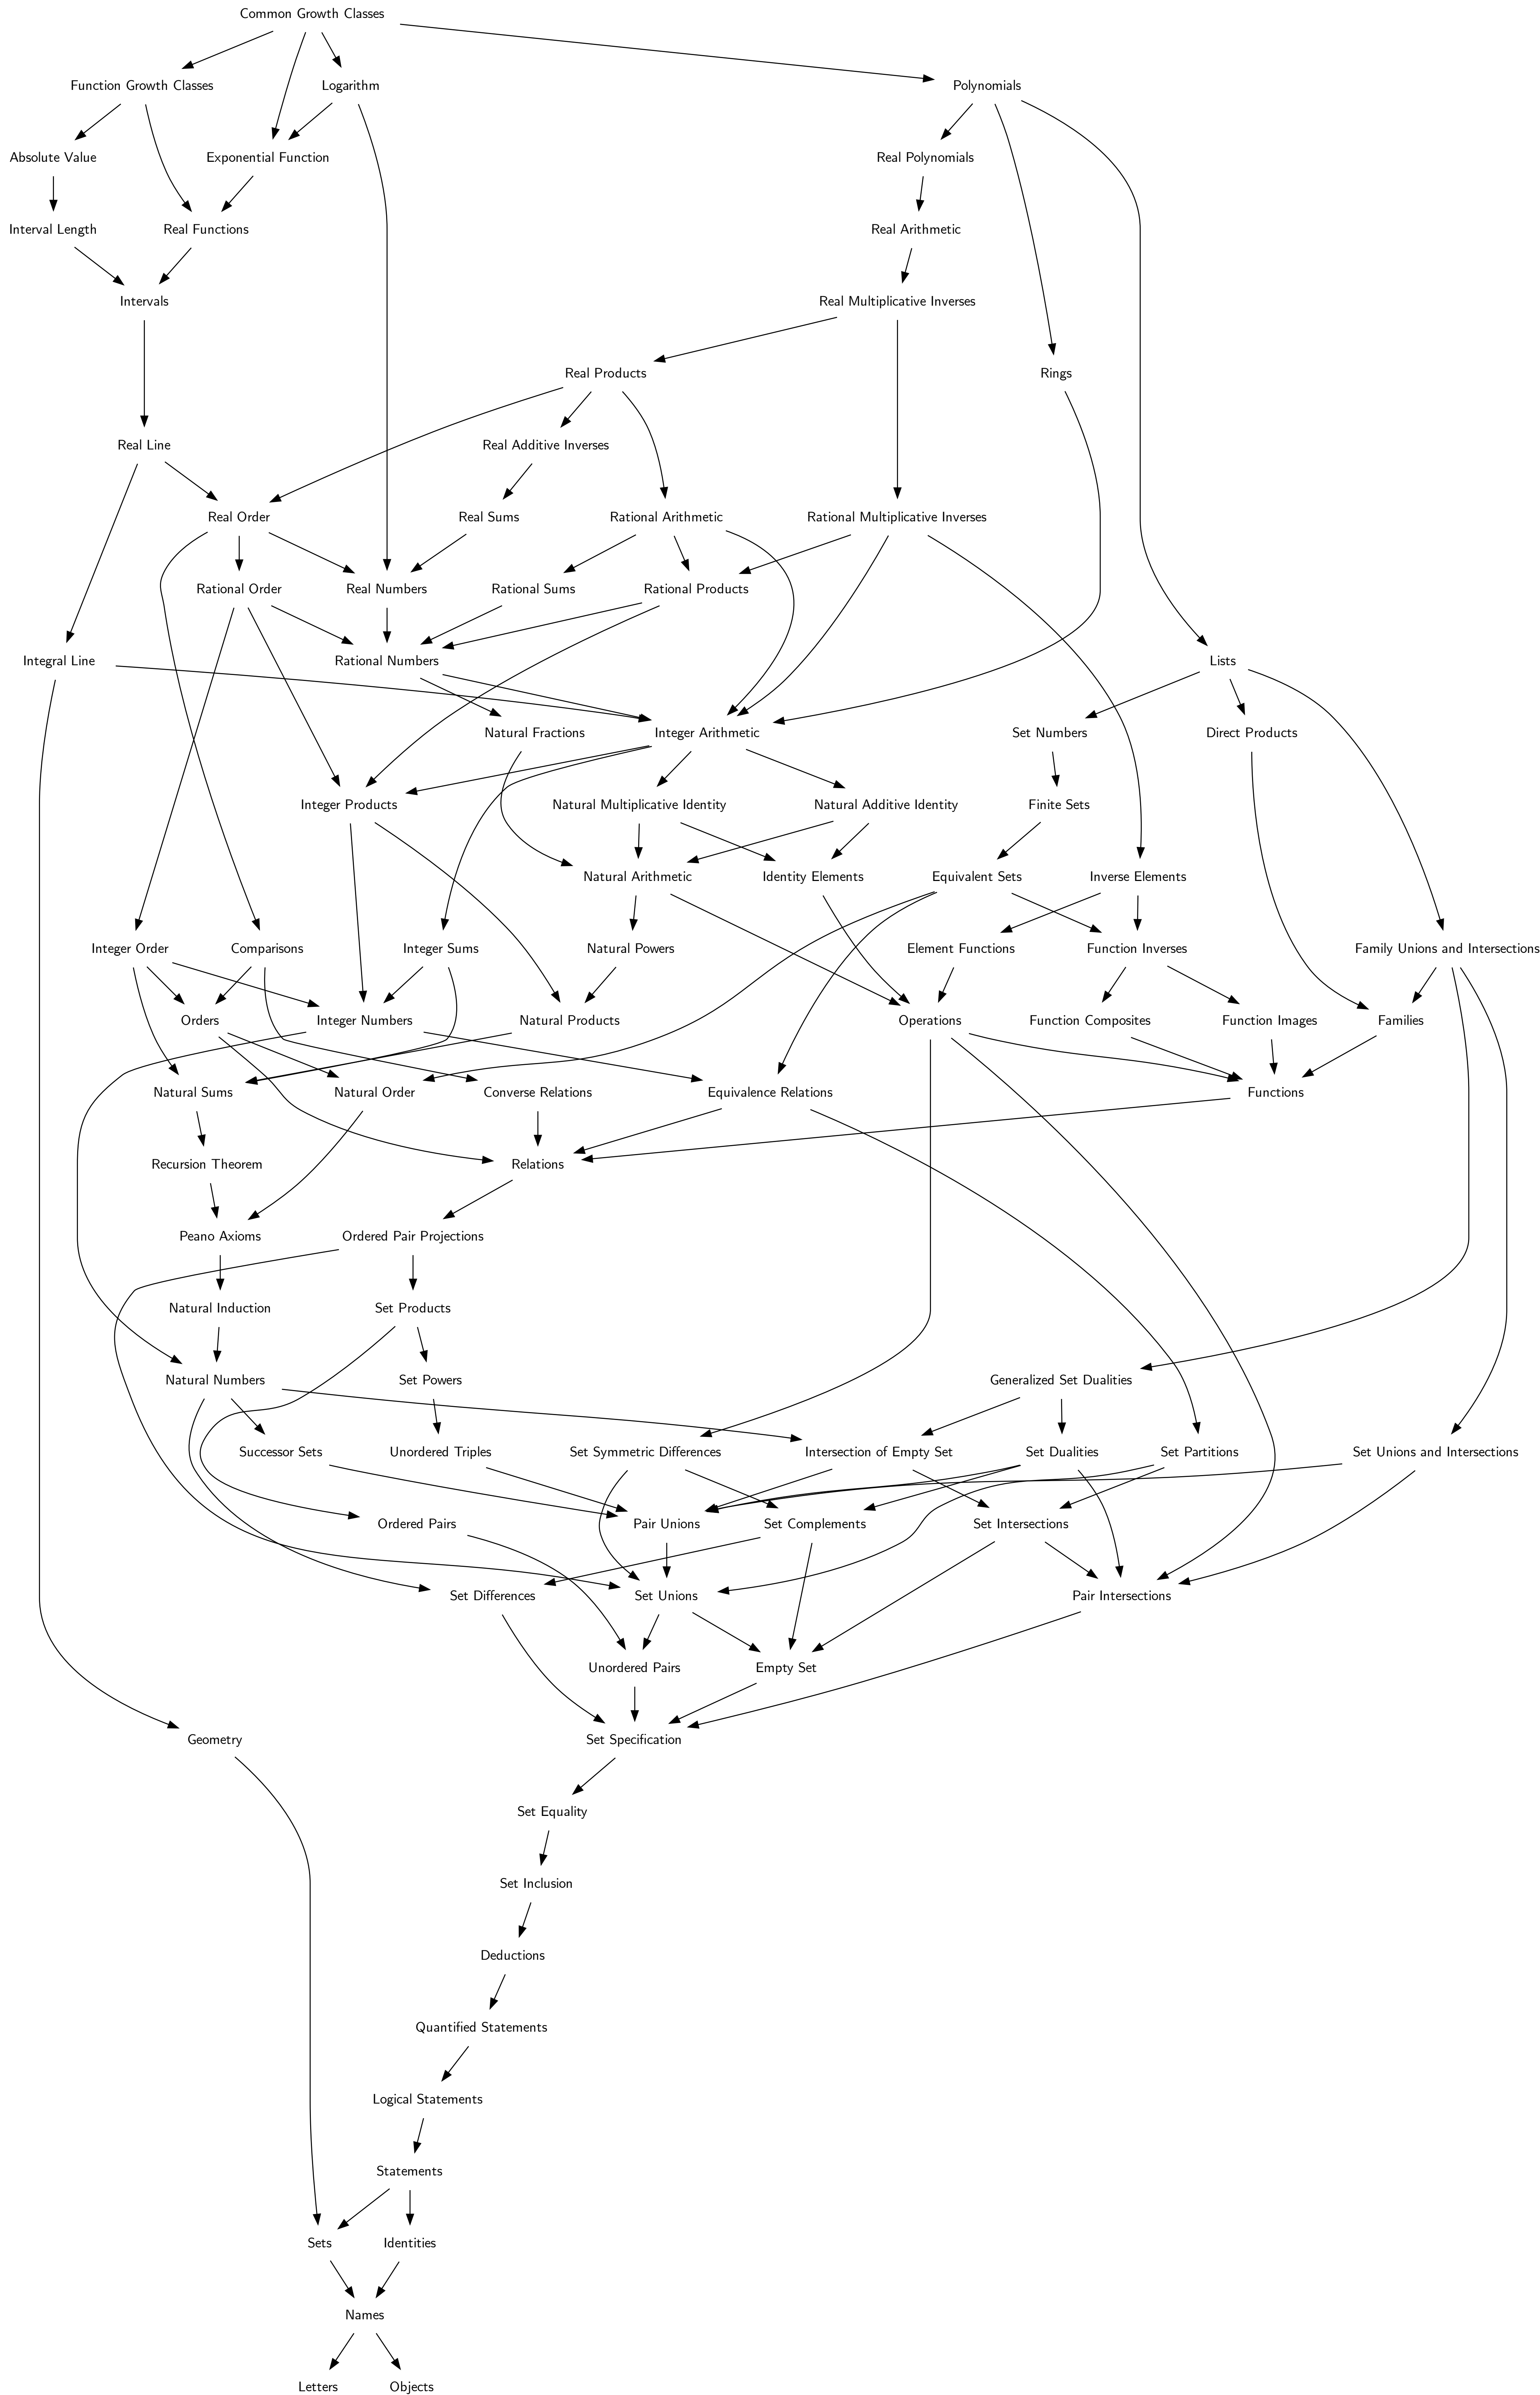 Common Growth Classes
Function Growth Classes
Logarithm
Polynomials
Absolute Value
Exponential Function
Real Polynomials
Interval Length
Real Functions
Real Arithmetic
Intervals
Real Multiplicative Inverses
Real Products
Rings
Real Line
Real Additive Inverses
Real Order
Real Sums
Rational Arithmetic
Rational Multiplicative Inverses
Rational Order
Real Numbers
Rational Sums
Rational Products
Integral Line
Rational Numbers
Lists
Natural Fractions
Integer Arithmetic
Set Numbers
Direct Products
Integer Products
Natural Multiplicative Identity
Natural Additive Identity
Finite Sets
Natural Arithmetic
Identity Elements
Equivalent Sets
Inverse Elements
Integer Order
Comparisons
Integer Sums
Natural Powers
Element Functions
Function Inverses
Family Unions and Intersections
Orders
Integer Numbers
Natural Products
Operations
Function Composites
Function Images
Families
Natural Sums
Natural Order
Converse Relations
Equivalence Relations
Functions
Recursion Theorem
Relations
Peano Axioms
Ordered Pair Projections
Natural Induction
Set Products
Natural Numbers
Set Powers
Generalized Set Dualities
Successor Sets
Unordered Triples
Set Symmetric Differences
Intersection of Empty Set
Set Dualities
Set Partitions
Set Unions and Intersections
Ordered Pairs
Pair Unions
Set Complements
Set Intersections
Set Differences
Set Unions
Pair Intersections
Unordered Pairs
Empty Set
Geometry
Set Specification
Set Equality
Set Inclusion
Deductions
Quantified Statements
Logical Statements
Statements
Sets
Identities
Names
Letters
Objects